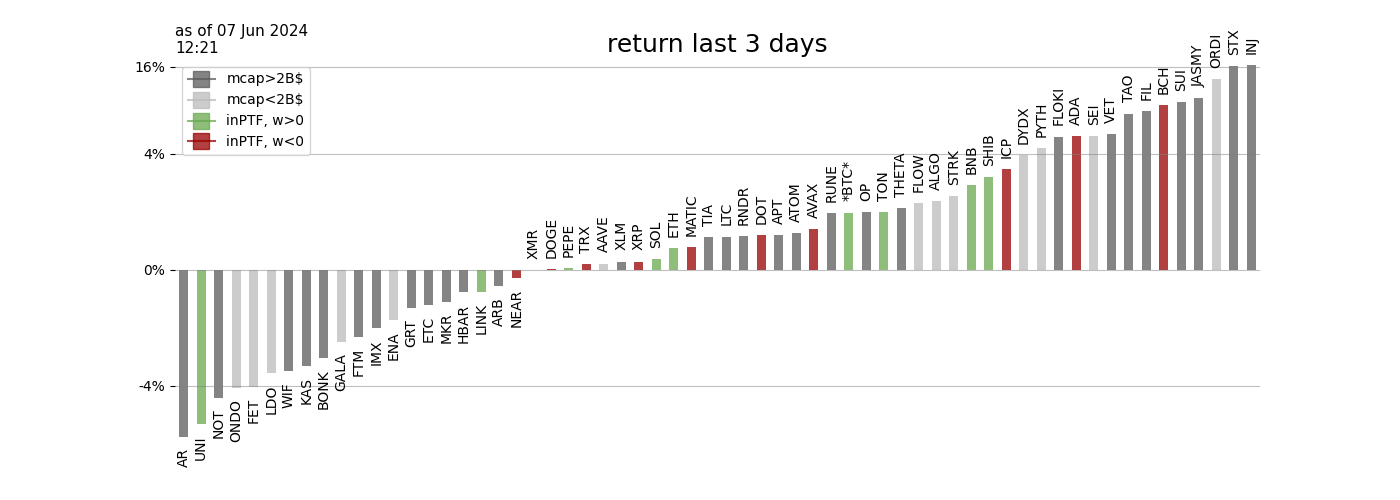 as of 07 Jun 2024
12:21
return last 3 days
16%
4%
0%
-4%
mcap>2B$
mcap<2B$
inPTF, w>0
inPTF, w<0
AR
UNI
NOT
ONDO
FET
LDO
WIF
KAS
BONK
GALA
FTM
IMX
ENA
GRT
ETC
MKR
HBAR
LINK
ARB
NEAR
XMR
DOGE
PEPE
TRX
AAVE
XLM
XRP
SOL
ETH
MATIC
TIA
LTC
RNDR
DOT
APT
ATOM
AVAX
RUNE
*BTC*
OP
TON
THETA
FLOW
ALGO
STRK
BNB
SHIB
ICP
DYDX
PYTH
FLOKI
ADA
SEI
VET
TAO
FIL
BCH
SUI
JASMY
ORDI
STX
INJ